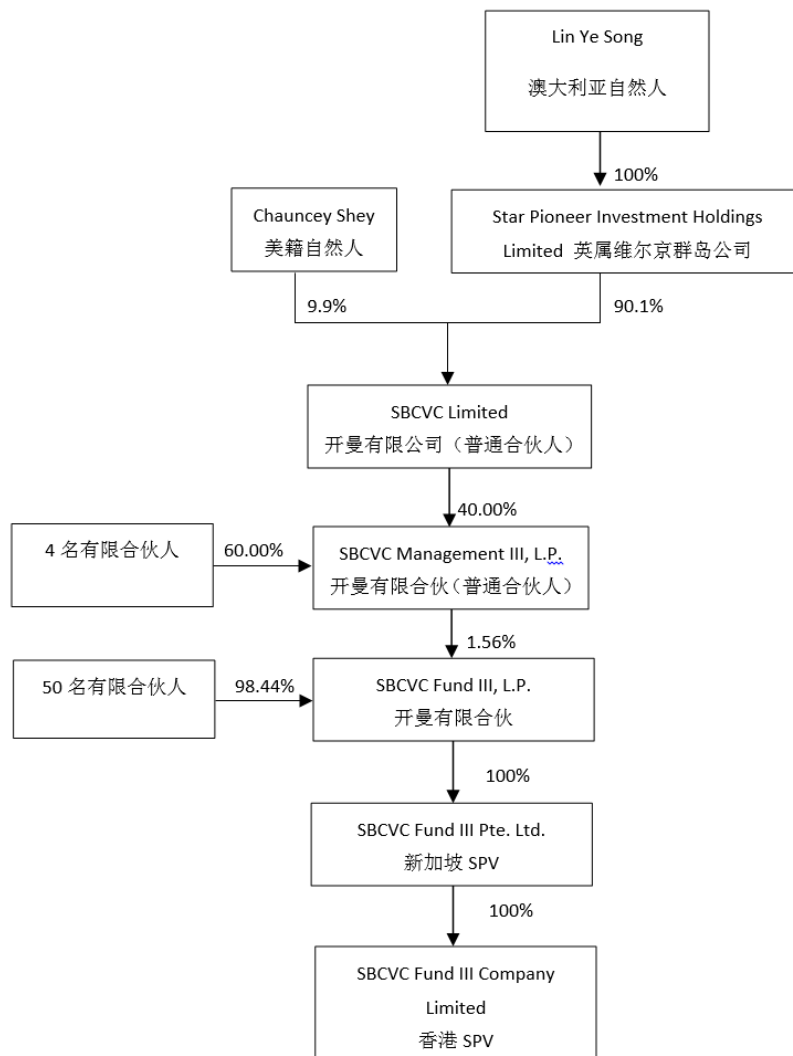 Lin Ye Song
澳大利亚自然人
100%
Chauncey Shey
美籍自然人
Star Pioneer Investment Holdings
Limited 英属维尔京群岛公司
9.9%
90.1%
SBCVC Limited
开曼有限公司（普通合伙人）
40.00%
4 名有限合伙人
60.00%
SBCVC Management III, L.P.
开曼有限合伙（普通合伙人）
1.56%
50 名有限合伙人
98.44%
SBCVC Fund III, L.P.
开曼有限合伙
100%
SBCVC Fund III Pte. Ltd.
新加坡 SPV
100%
SBCVC Fund III Company
Limited
香港 SPV